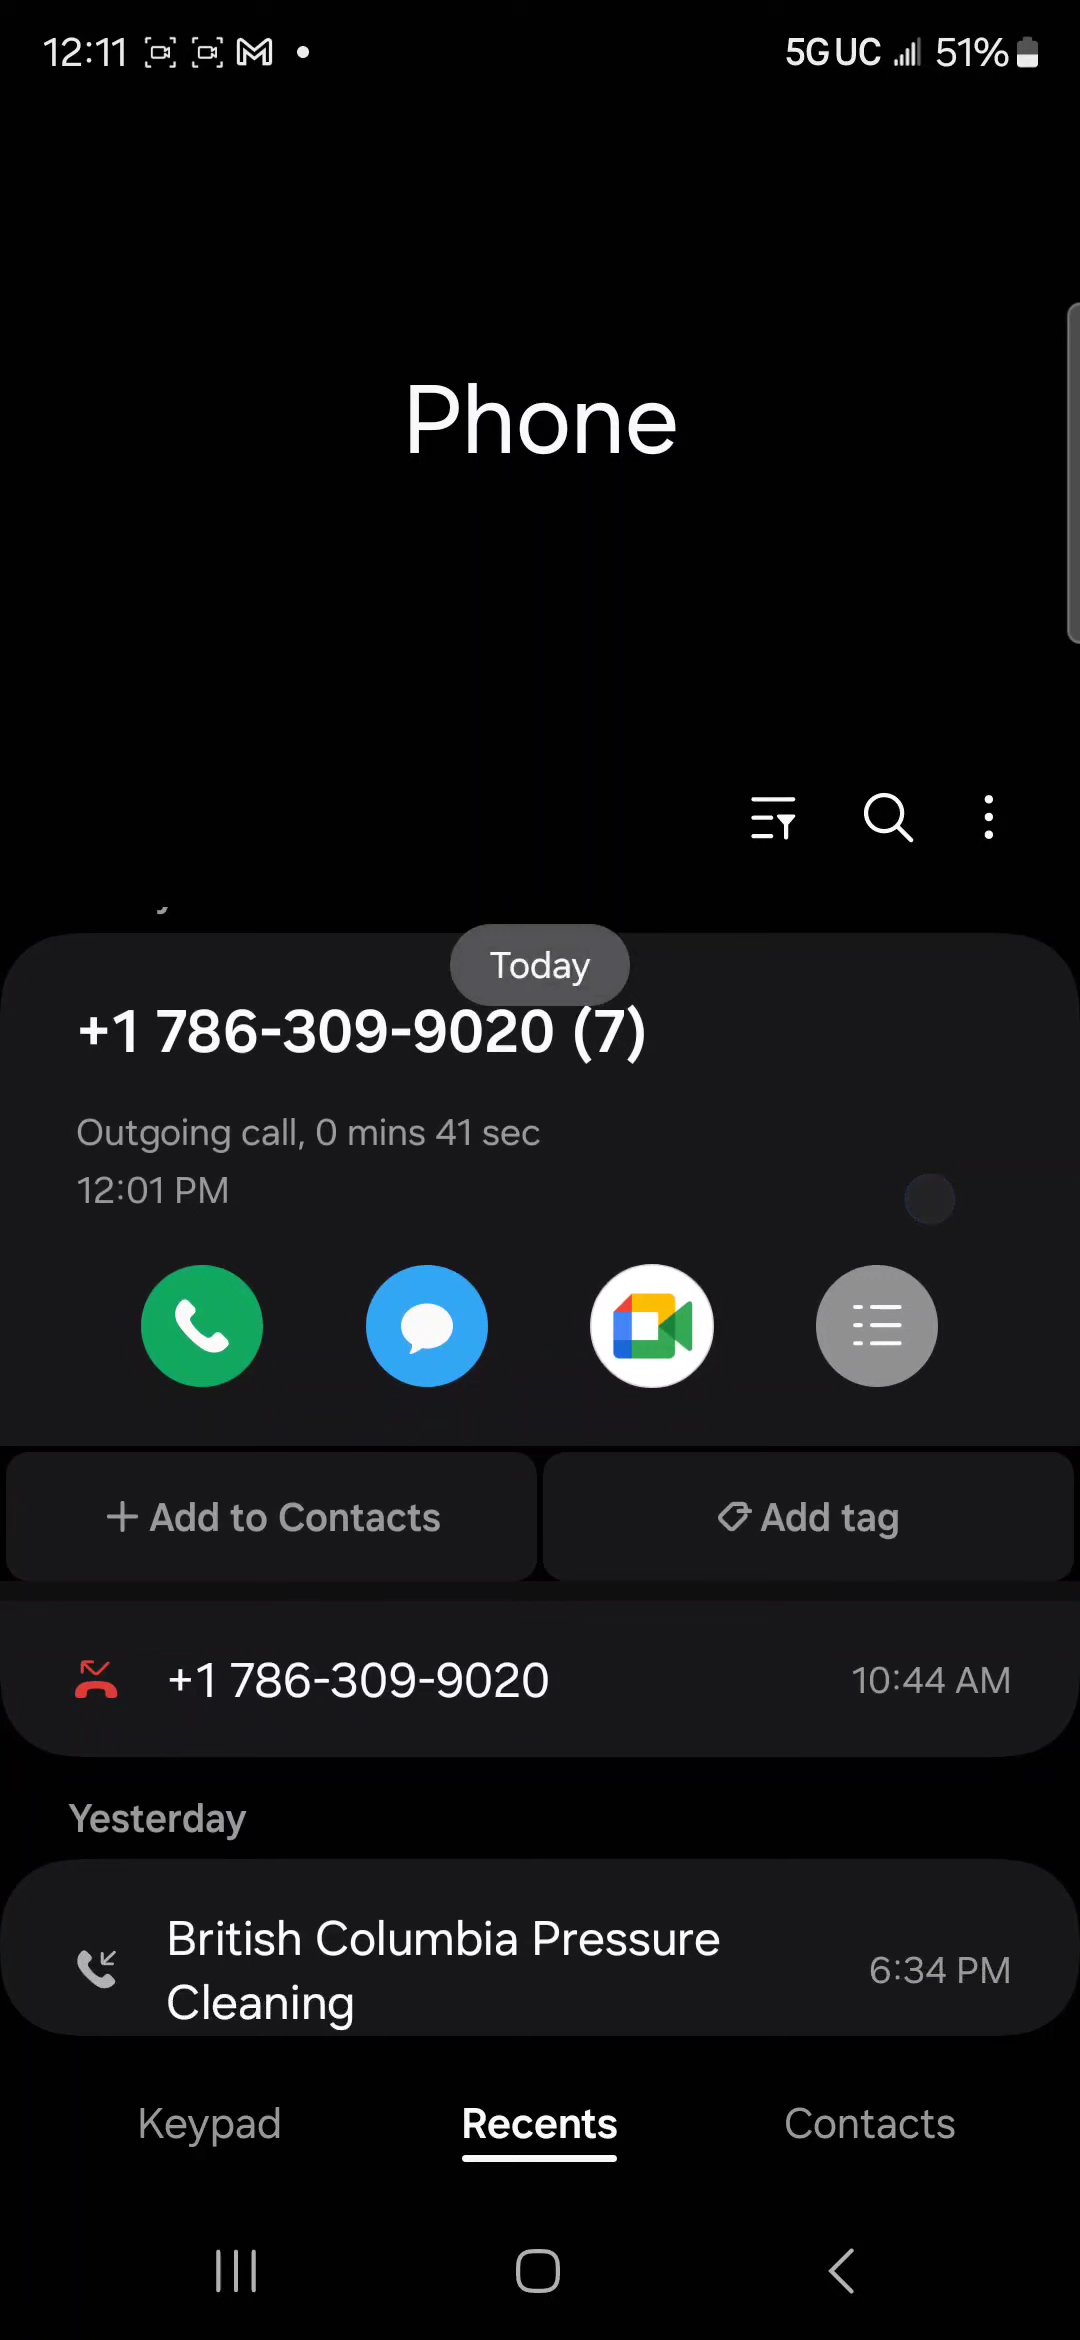 12:11
5G UC 51%
Phone
Today
+1 786-309-9020 (7)
Outgoing call, 0 mins 41 sec
12:01 PM
Add to Contacts
Add tag
+1 786-309-9020 10:44 AM
Yesterday
British Columbia Pressure
Cleaning
6:34 PM
Keypad Recents Contacts